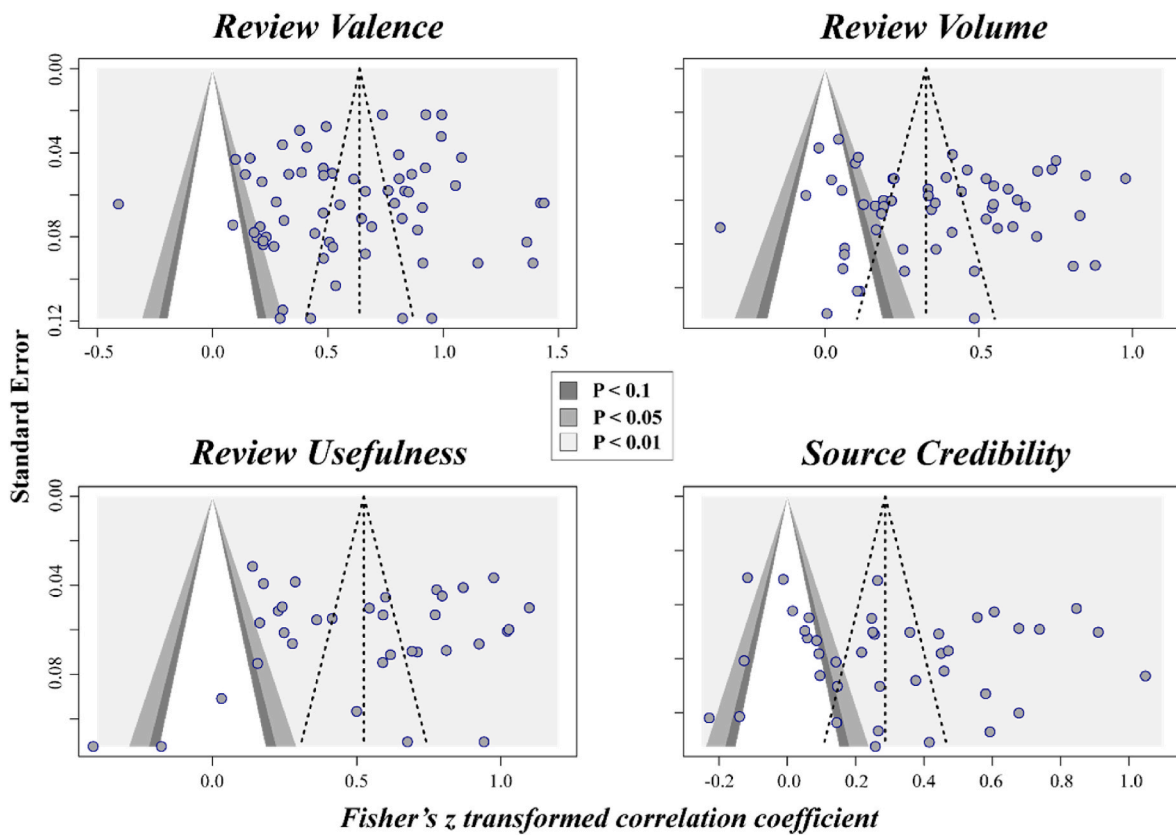 Review Valence
Review Volume
0.00
0.04
0.08
0.12
-0.5
0.0
0.5
1.0
1.5
0.0
0.5
1.0
Standard Error
P < 0.1
P < 0.05
P < 0.01
Review Usefulness
Source Credibility
0.00
0.04
0.08
0.0
0.5
1.0
-0.2
0.0
0.2
0.4
0.6
0.8
1.0
Fisher's z transformed correlation coefficient